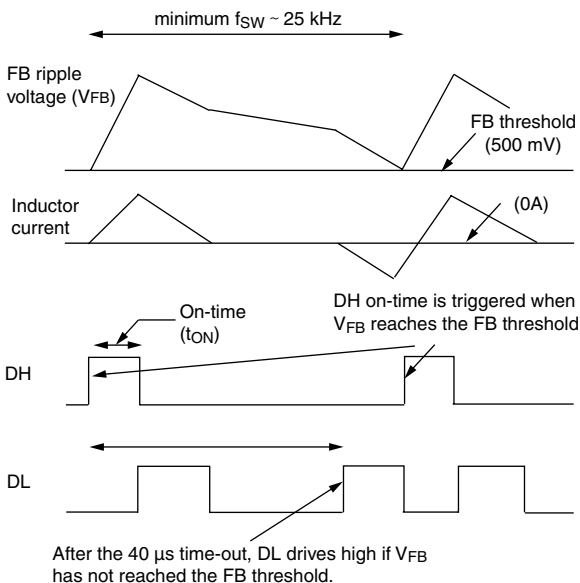 minimum fSW ~ 25 kHz
FB ripple
voltage (VFB)
FB threshold
(500 mV)
Inductor
current
(0A)
DH on-time is triggered when
VFB reaches the FB threshold
On-time
(tON)
DH
DL
After the 40 µs time-out, DL drives high if VFB
has not reached the FB threshold.